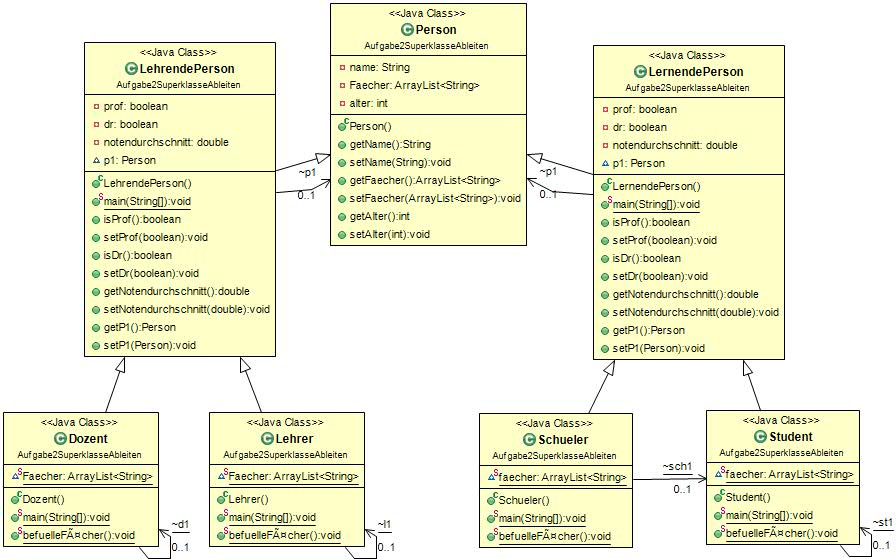 <<Java Class>>
Person
Aufgabe2SuperklasseAbleiten
name: String
Faecher: ArrayList<String>
alter: int
Person()
getName():String
setName(String):void
getFaecher():ArrayList<String>
setFaecher(ArrayList<String>):void
getAlter():int
setAlter(int):void
<<Java Class>>
LehrendePerson
Aufgabe2SuperklasseAbleiten
prof: boolean
dr: boolean
notendurchschnitt: double
p1: Person
LehrendePerson()
main(String[]):void
isProf():boolean
setProf(boolean):void
isDr():boolean
setDr(boolean):void
getNotendurchschnitt():double
setNotendurchschnitt(double):void
getP1():Person
setP1(Person):void
~p1
0..1
<<Java Class>>
LernendePerson
Aufgabe2SuperklasseAbleiten
prof: boolean
dr: boolean
notendurchschnitt: double
p1: Person
LernendePerson()
main(String[]):void
isProf():boolean
setProf(boolean):void
isDr():boolean
setDr(boolean):void
getNotendurchschnitt():double
setNotendurchschnitt(double):void
getP1():Person
setP1(Person):void
~p1
0..1
<<Java Class>>
Dozent
Aufgabe2SuperklasseAbleiten
Faecher: ArrayList<String>
Dozent()
main(String[]):void
befuelleFÃ¤cher():void
~d1
0..1
<<Java Class>>
Lehrer
Aufgabe2SuperklasseAbleiten
Faecher: ArrayList<String>
Lehrer()
main(String[]):void
befuelleFÃ¤cher():void
~l1
0..1
<<Java Class>>
Schueler
Aufgabe2SuperklasseAbleiten
faecher: ArrayList<String>
Schueler()
main(String[]):void
befuelleFÃ¤cher():void
~sch1
0..1
<<Java Class>>
Student
Aufgabe2SuperklasseAbleiten
faecher: ArrayList<String>
Student()
main(String[]):void
befuelleFÃ¤cher():void
~st1
0..1